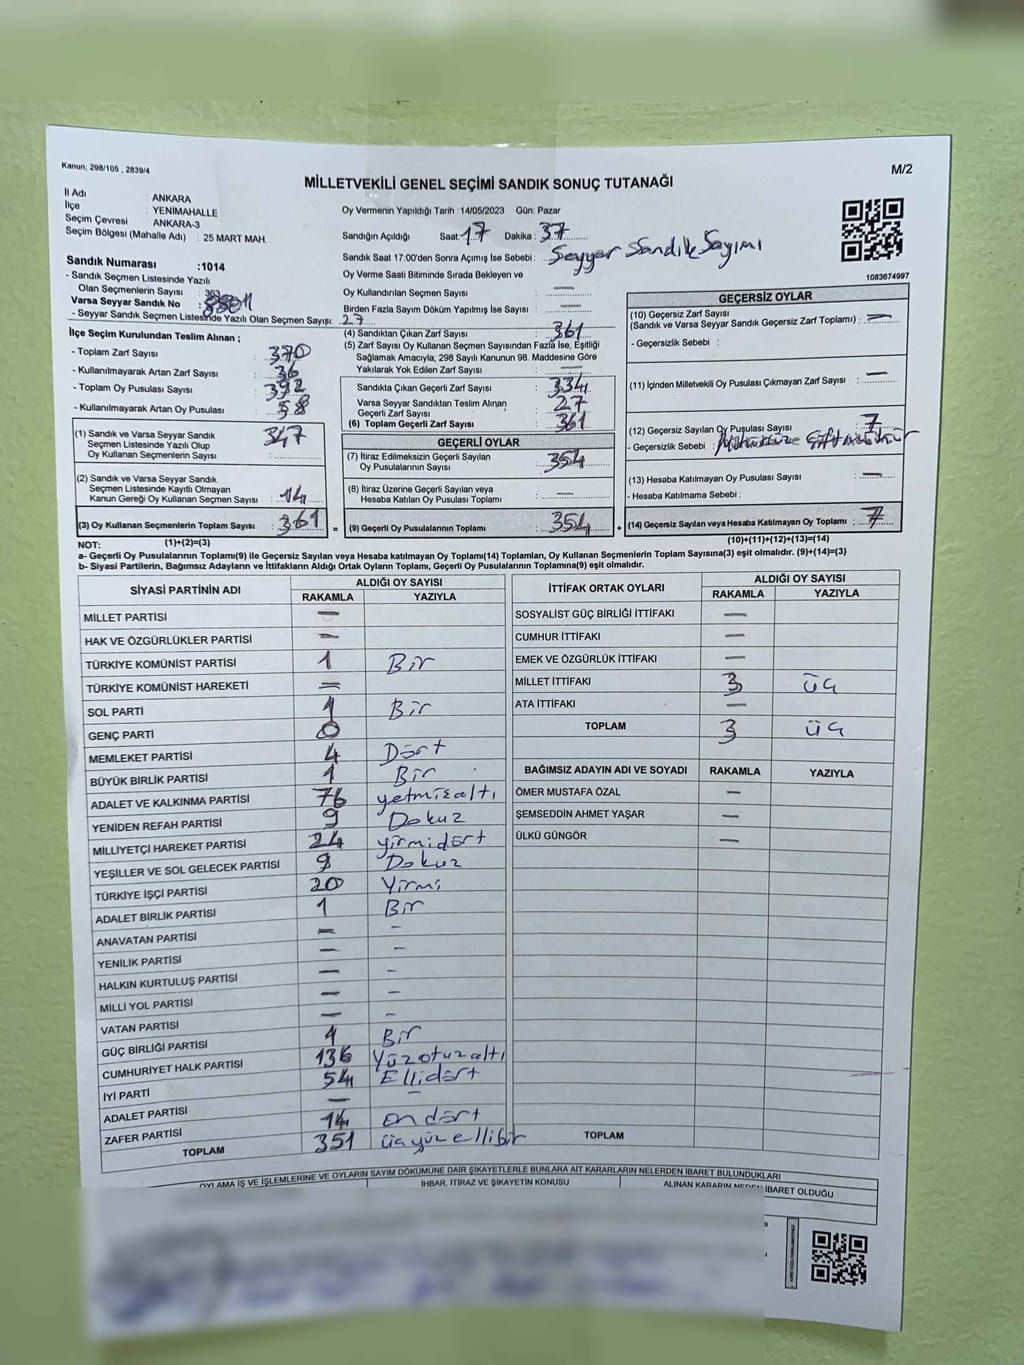 Kanun: 298/105 , 2839/4
M/2
MİLLETVEKİLİ GENEL SEÇİMİ SANDIK SONUÇ TUTANAĞI
İl Adı : ANKARA
İlçe : YENİMAHALLE
Seçim Çevresi : ANKARA-3
Seçim Bölgesi (Mahalle Adı) : 25 MART MAH.
Sandık Numarası :1014
- Sandık Seçmen Listesinde Yazılı
Olan Seçmenlerin Sayısı : 363
Varsa Seyyar Sandık No :
- Seyyar Sandık Seçmen Listesinde Yazılı Olan Seçmen Sayısı: 27
İlçe Seçim Kurulundan Teslim Alınan ;
- Toplam Zarf Sayısı : 370
- Kullanılmayarak Artan Zarf Sayısı : 36
- Toplam Oy Pusulası Sayısı : 392
- Kullanılmayarak Artan Oy Pusulası : 58
(1) Sandık ve Varsa Seyyar Sandık
Seçmen Listesinde Yazılı Olup
Oy Kullanan Seçmenlerin Sayısı : 347
(2) Sandık ve Varsa Seyyar Sandık
Seçmen Listesinde Kayıtlı Olmayan
Kanun Gereği Oy Kullanan Seçmen Sayısı : 14
(3) Oy Kullanan Seçmenlerin Toplam Sayısı : 361 =
(1)+(2)=(3)
Oy Vermenin Yapıldığı Tarih :14/05/2023 Gün: Pazar
Sandığın Açıldığı Saat: 17 Dakika : 37
Sandık Saat 17:00'den Sonra Açımış İse Sebebi: Seyyar Sandık Sayımı
Oy Verme Saati Bitiminde Sırada Bekleyen ve
Oy Kullandırılan Seçmen Sayısı : —
Birden Fazla Sayım Döküm Yapılmış İse Sayısı : —
(4) Sandıktan Çıkan Zarf Sayısı : 361
(5) Zarf Sayısı Oy Kullanan Seçmen Sayısından Fazla İse, Eşitliği
Sağlamak Amacıyla; 298 Sayılı Kanunun 98. Maddesine Göre
Yakılarak Yok Edilen Zarf Sayısı : —
Sandıkta Çıkan Geçerli Zarf Sayısı : 334
Varsa Seyyar Sandıktan Teslim Alınan
Geçerli Zarf Sayısı : 27
(6) Toplam Geçerli Zarf Sayısı : 361
GEÇERLİ OYLAR
(7) İtiraz Edilmeksizin Geçerli Sayılan
Oy Pusulalarının Sayısı : 354
(8) İtiraz Üzerine Geçerli Sayılan veya
Hesaba Katılan Oy Pusulalarının Sayısı : —
(9) Geçerli Oy Pusulalarının Toplamı : 354 +
1083674997
GEÇERSİZ OYLAR
(10) Geçersiz Zarf Sayısı
(Sandık ve Varsa Seyyar Sandık Geçersiz Zarf Toplamı) : —
- Geçersizlik Sebebi :
(11) İçinden Milletvekili Oy Pusulası Çıkmayan Zarf Sayısı : —
(12) Geçersiz Sayılan Oy Pusulası Sayısı : 7
- Geçersizlik Sebebi :
(13) Hesaba Katılmayan Oy Pusulası Sayısı : —
- Hesaba Katılmama Sebebi :
(14) Geçersiz Sayılan veya Hesaba Katılmayan Oy Toplamı : 7
(10)+(11)+(12)+(13)=(14)
NOT:
a- Geçerli Oy Pusulalarının Toplamı(9) ile Geçersiz Sayılan veya Hesaba katılmayan Oy Toplamı(14) Toplamları, Oy Kullanan Seçmenlerin Toplam Sayısına(3) eşit olmalıdır. (9)+(14)=(3)
b- Siyasi Partilerin, Bağımsız Adayların ve İttifakların Aldığı Ortak Oyların Toplamı, Geçerli Oy Pusulalarının Toplamına(9) eşit olmalıdır.
SİYASİ PARTİNİN ADI ALDIĞI OY SAYISI
RAKAMLA YAZIYLA
MİLLET PARTİSİ —
HAK VE ÖZGÜRLÜKLER PARTİSİ —
TÜRKİYE KOMÜNİST PARTİSİ 1 Bir
TÜRKİYE KOMÜNİST HAREKETİ —
SOL PARTİ 1 Bir
GENÇ PARTİ 0
MEMLEKET PARTİSİ 4 Dört
BÜYÜK BİRLİK PARTİSİ 1 Bir
ADALET VE KALKINMA PARTİSİ 76 yetmişaltı
YENİDEN REFAH PARTİSİ 9 Dokuz
MİLLİYETÇİ HAREKET PARTİSİ 24 yirmidört
YEŞİLLER VE SOL GELECEK PARTİSİ 9 Dokuz
TÜRKİYE İŞÇİ PARTİSİ 20 Yirmi
ADALET BİRLİK PARTİSİ 1 Bir
ANAVATAN PARTİSİ — -
YENİLİK PARTİSİ — -
HALKIN KURTULUŞ PARTİSİ — -
MİLLİ YOL PARTİSİ — -
VATAN PARTİSİ — -
GÜÇ BİRLİĞİ PARTİSİ 1 Bir
CUMHURİYET HALK PARTİSİ 136 Yüzotuzaltı
İYİ PARTİ 54 Ellidört
ADALET PARTİSİ — -
ZAFER PARTİSİ 14 on dört
TOPLAM 351 üçyüzellibir
İTTİFAK ORTAK OYLARI ALDIĞI OY SAYISI
RAKAMLA YAZIYLA
SOSYALİST GÜÇ BİRLİĞİ İTTİFAKI —
CUMHUR İTTİFAKI —
EMEK VE ÖZGÜRLÜK İTTİFAKI —
MİLLET İTTİFAKI 3 üç
ATA İTTİFAKI —
TOPLAM 3 üç
BAĞIMSIZ ADAYIN ADI VE SOYADI RAKAMLA YAZIYLA
ÖMER MUSTAFA ÖZAL —
ŞEMSEDDİN AHMET YAŞAR —
ÜLKÜ GÜNGÖR —
TOPLAM
OYLAMA İŞ VE İŞLEMLERİNE VE OYLARIN SAYIM DÖKÜMÜNE DAİR ŞİKAYETLERLE BUNLARA AİT KARARLARIN NELERDEN İBARET BULUNDUKLARI
İHBAR, İTİRAZ VE ŞİKAYETİN KONUSU
ALINAN KARARIN NEDEN İBARET OLDUĞU